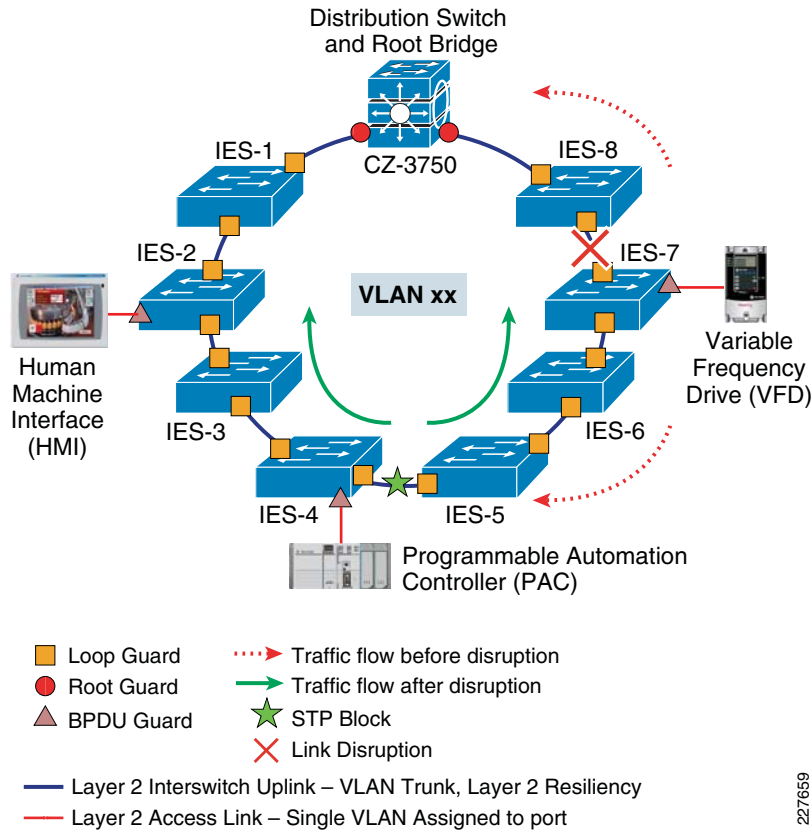 Distribution Switch
and Root Bridge
CZ-3750
IES-1
IES-8
IES-2
IES-7
VLAN xx
Human
Machine
Interface
(HMI)
Variable
Frequency
Drive (VFD)
IES-3
IES-6
IES-4
IES-5
Programmable Automation
Controller (PAC)
Loop Guard
Root Guard
BPDU Guard
Traffic flow before disruption
Traffic flow after disruption
STP Block
Link Disruption
Layer 2 Interswitch Uplink – VLAN Trunk, Layer 2 Resiliency
Layer 2 Access Link – Single VLAN Assigned to port
227659